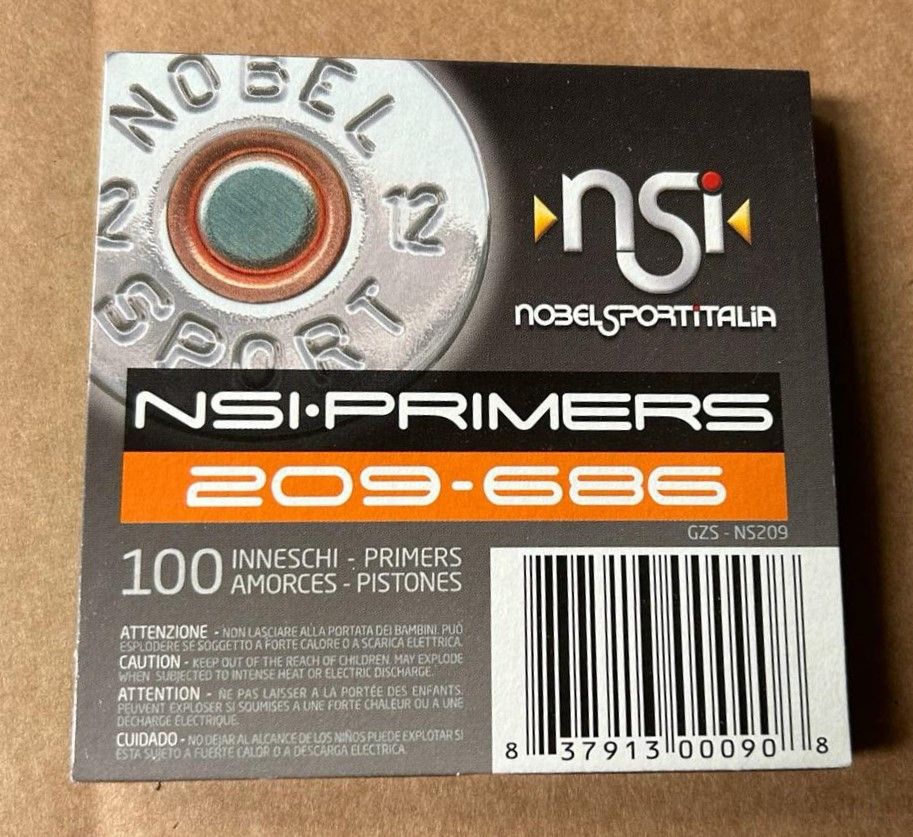 NOBEL
12 12
SPORT
nsi
NOBELSPORTITALIA
NSI·PRIMERS
209-686
GZS - NS209
100 INNESCHI - PRIMERS
AMORCES - PISTONES
ATTENZIONE - NON LASCIARE ALLA PORTATA DEI BAMBINI. PUÒ
ESPLODERE SE SOGGETTO A FORTE CALORE O A SCARICA ELETTRICA.
CAUTION - KEEP OUT OF THE REACH OF CHILDREN. MAY EXPLODE
WHEN SUBJECTED TO INTENSE HEAT OR ELECTRIC DISCHARGE.
ATTENTION - NE PAS LAISSER A LA PORTÉE DES ENFANTS.
PEUVENT EXPLOSER SI SOUMISES A UNE FORTE CHALEUR OU A UNE
DÉCHARGE ÉLECTRIQUE.
CUIDADO - NO DEJAR AL ALCANCE DE LOS NIÑOS PUEDE EXPLOTAR SI
ESTA SUJETO A FUERTE CALOR O A DESCARGA ELECTRICA.
8 37913 00090 8